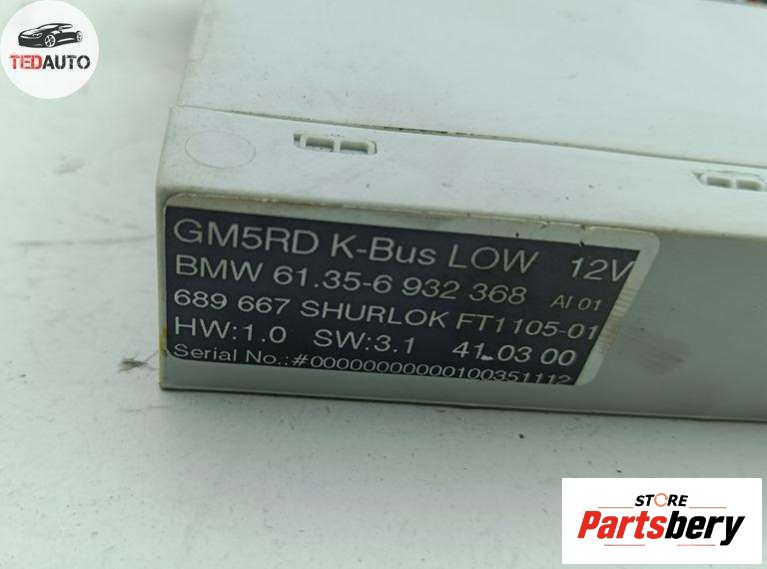 TEDAUTO
GM5RD K-Bus LOW 12V
BMW 61.35-6 932 368 AI 01
689 667 SHURLOK FT1105-01
HW:1.0 SW:3.1 41.03 00
Serial No.:#000000000000100351112
STORE
Partsbery